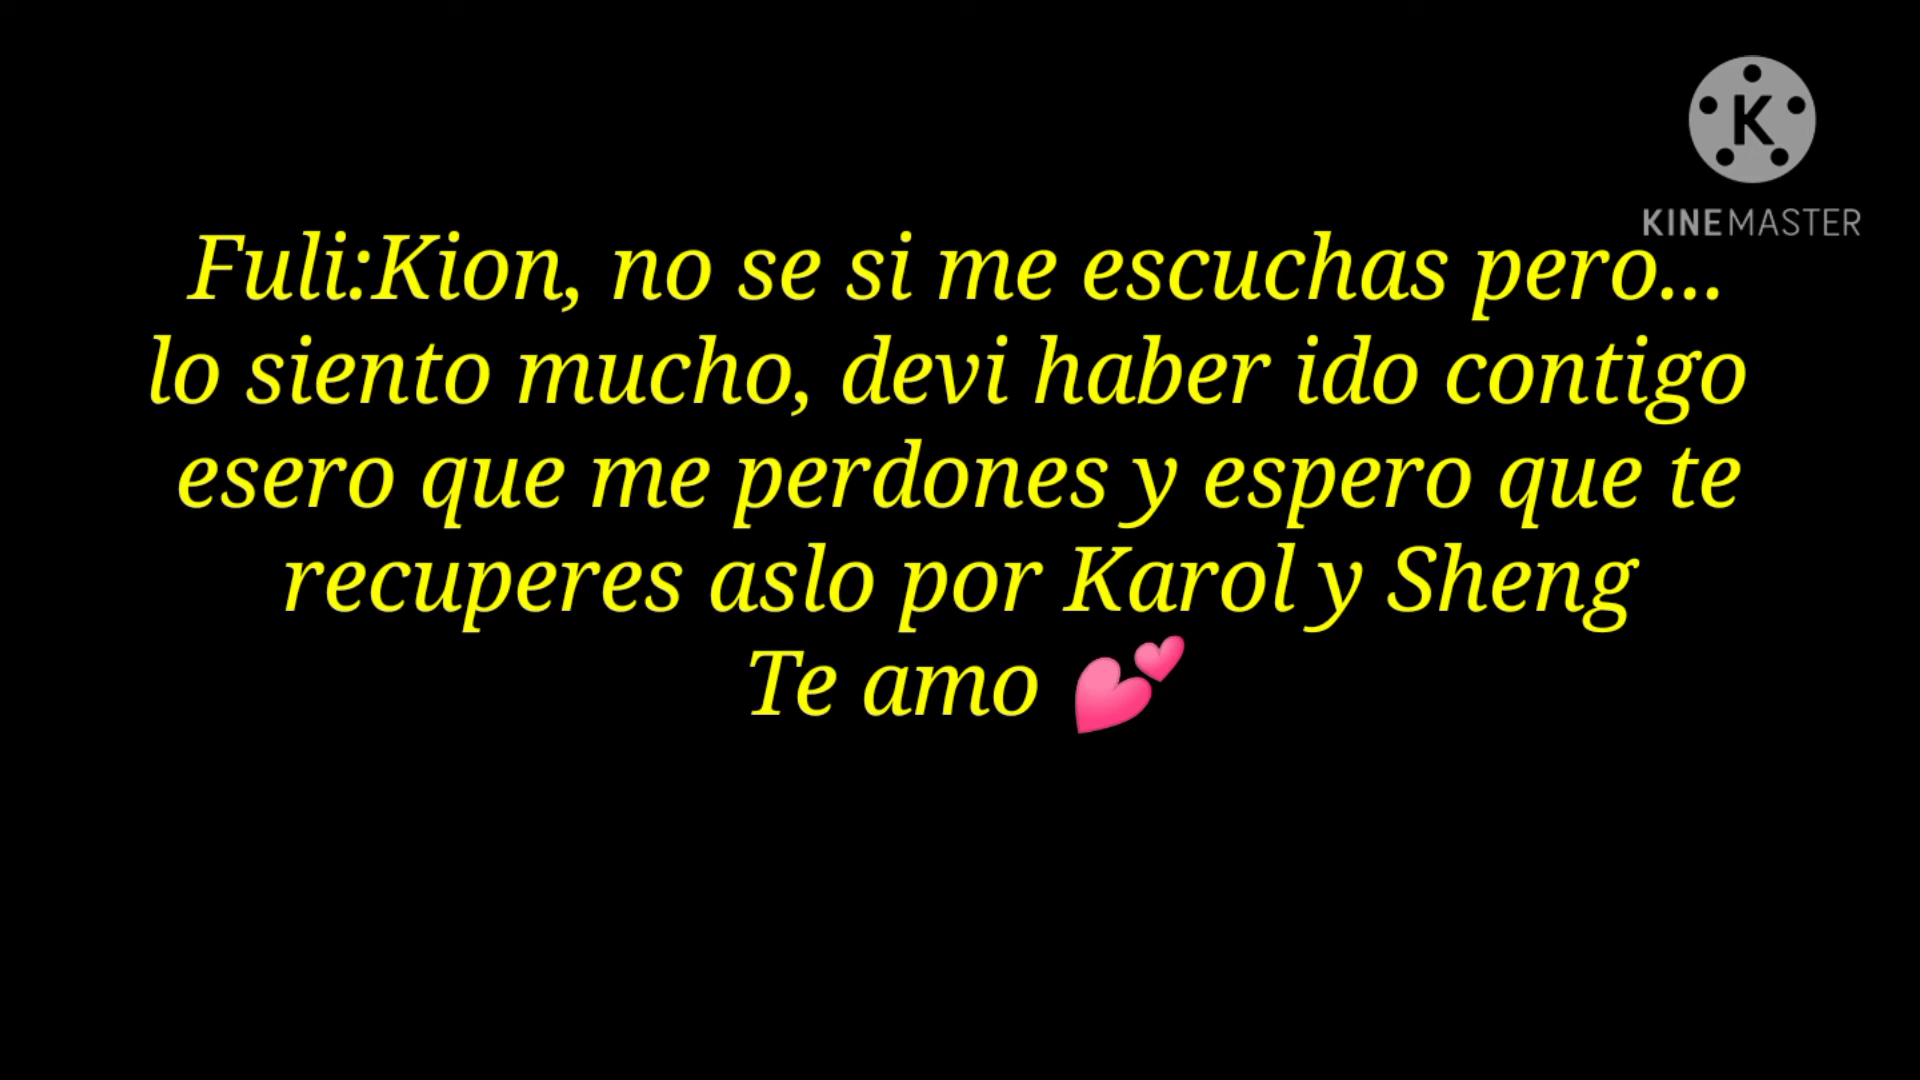 K
KINEMASTER
Fuli:Kion, no se si me escuchas pero...
lo siento mucho, devi haber ido contigo
esero que me perdones y espero que te
recuperes aslo por Karol y Sheng
Te amo 💕